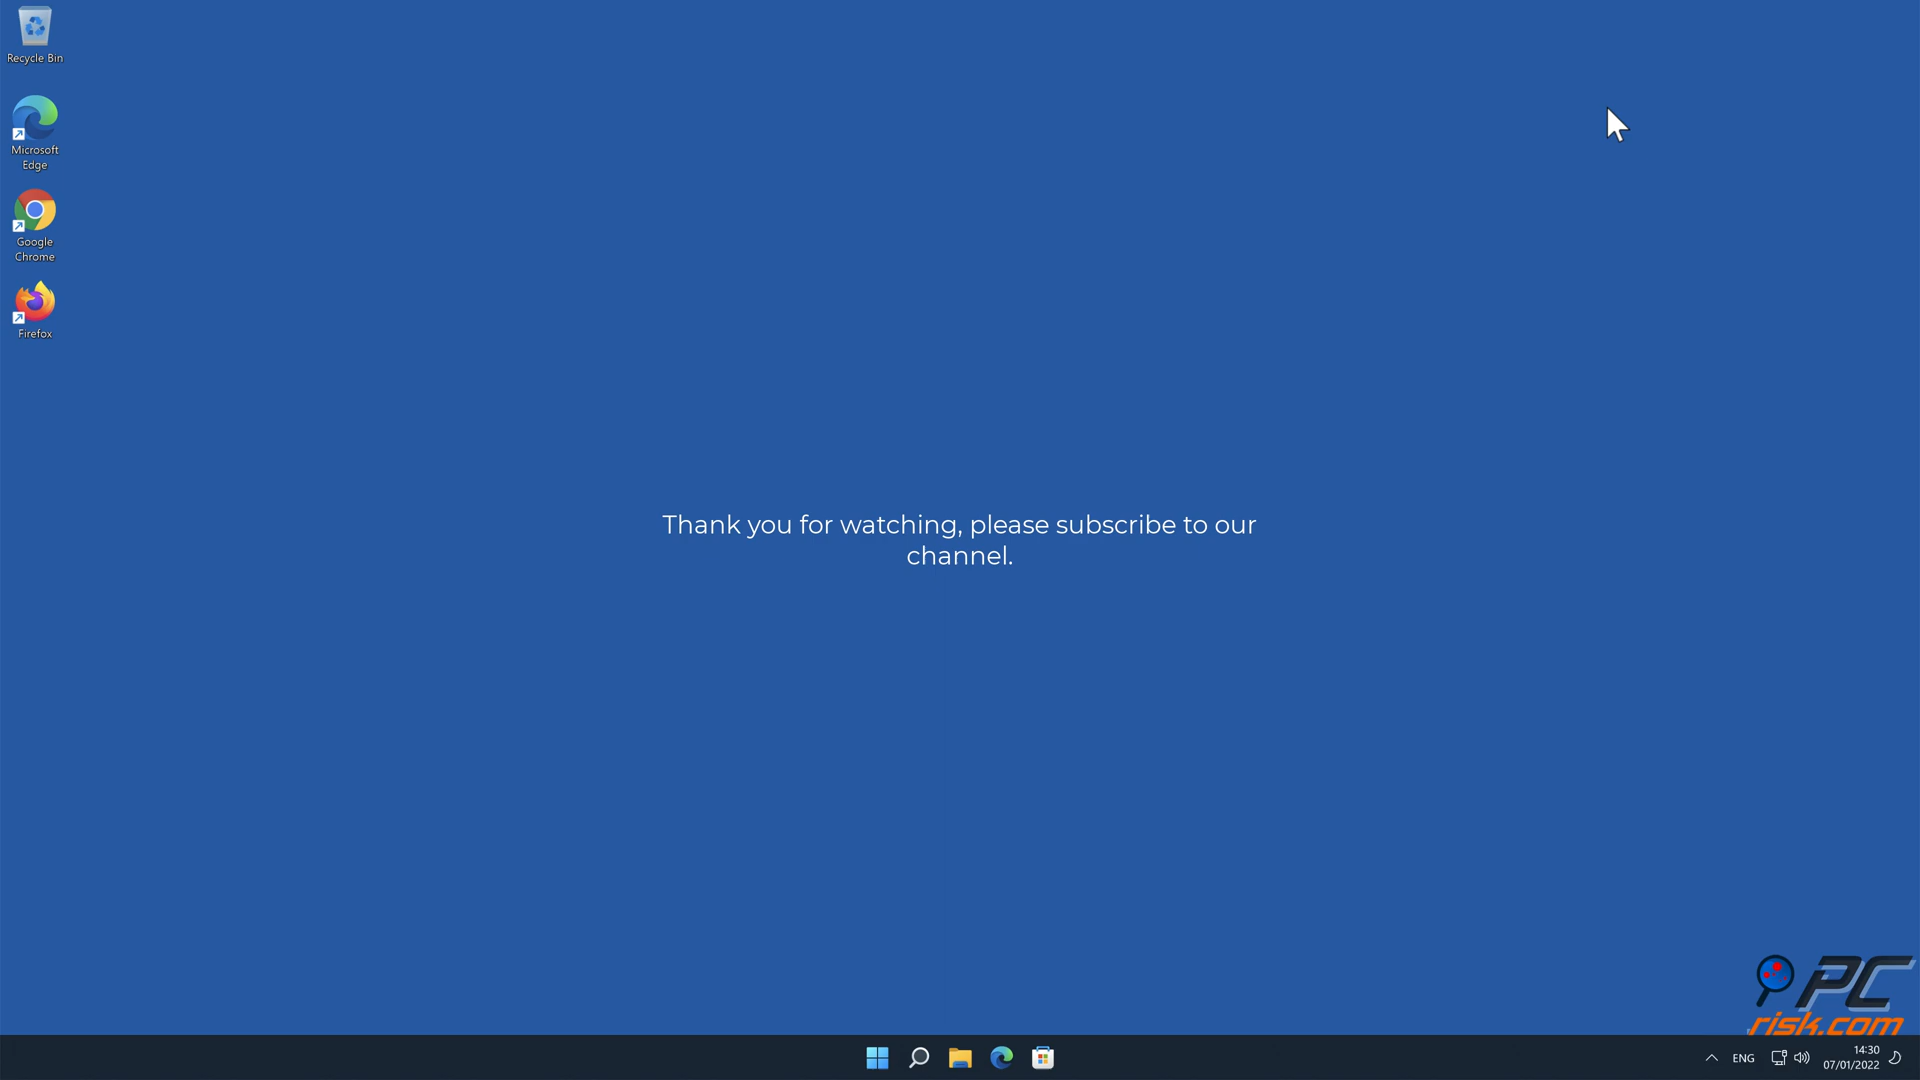 Recycle Bin
Microsoft
Edge
Google
Chrome
Firefox
Thank you for watching, please subscribe to our
channel.
PC
risk.com
ENG
14:30
07/01/2022